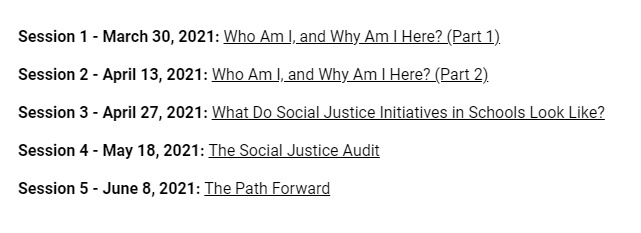 Session 1 - March 30, 2021: Who Am I, and Why Am I Here? (Part 1)
Session 2 - April 13, 2021: Who Am I, and Why Am I Here? (Part 2)
Session 3 - April 27, 2021: What Do Social Justice Initiatives in Schools Look Like?
Session 4 - May 18, 2021: The Social Justice Audit
Session 5 - June 8, 2021: The Path Forward